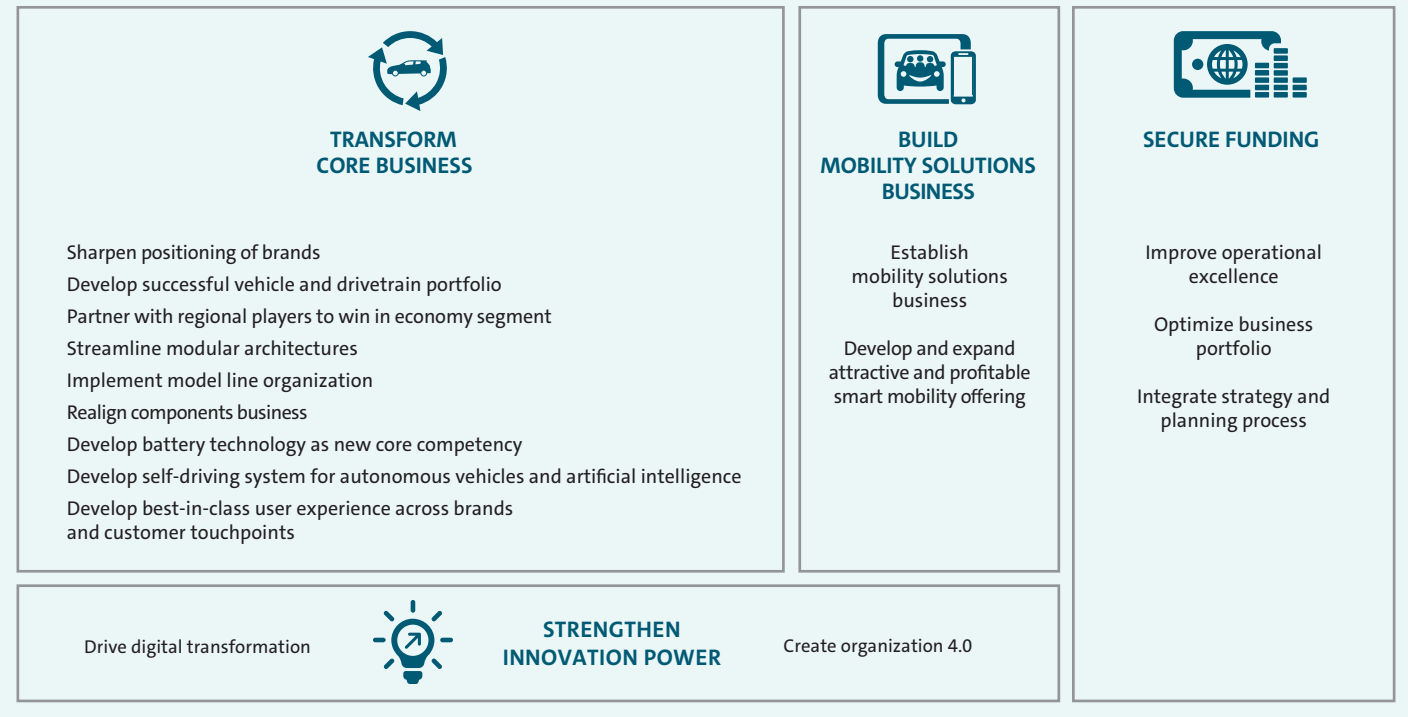 TRANSFORM
CORE BUSINESS
Sharpen positioning of brands
Develop successful vehicle and drivetrain portfolio
Partner with regional players to win in economy segment
Streamline modular architectures
Implement model line organization
Realign components business
Develop battery technology as new core competency
Develop self-driving system for autonomous vehicles and artificial intelligence
Develop best-in-class user experience across brands
and customer touchpoints
BUILD
MOBILITY SOLUTIONS
BUSINESS
Establish
mobility solutions
business
Develop and expand
attractive and profitable
smart mobility offering
SECURE FUNDING
Improve operational
excellence
Optimize business
portfolio
Integrate strategy and
planning process
Drive digital transformation
STRENGTHEN
INNOVATION POWER
Create organization 4.0